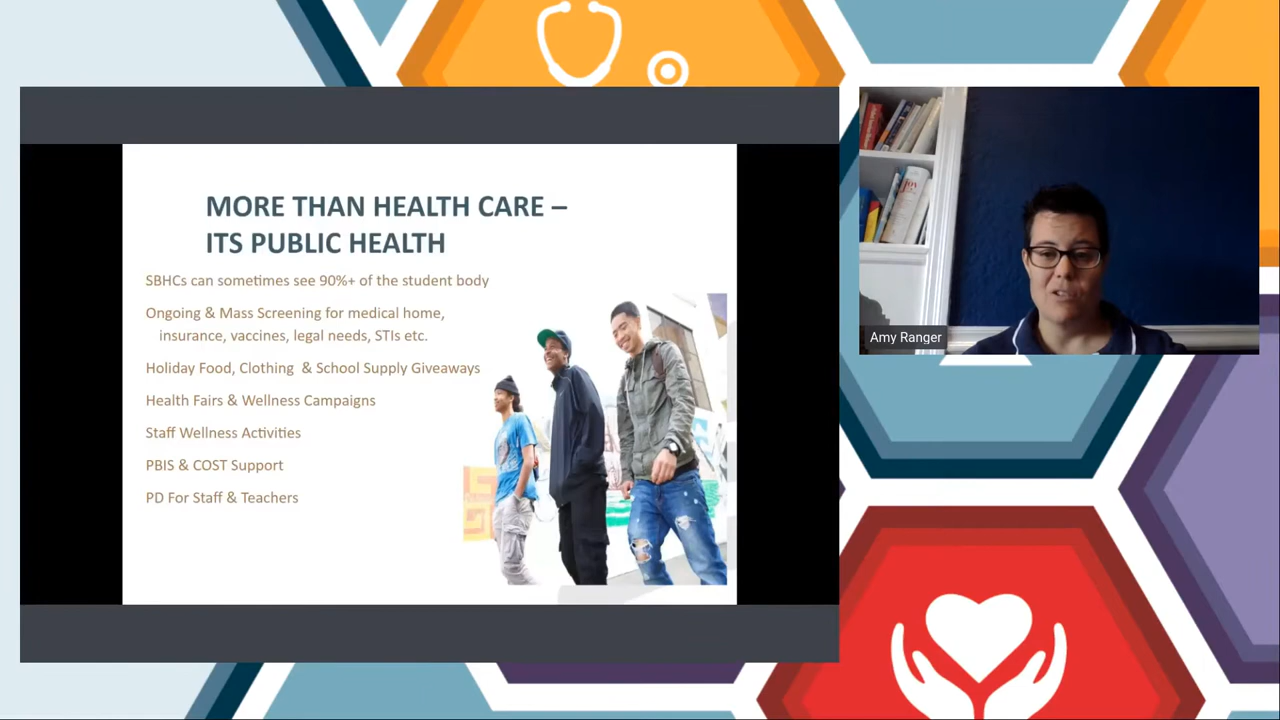 MORE THAN HEALTH CARE –
ITS PUBLIC HEALTH
SBHCs can sometimes see 90%+ of the student body
Ongoing & Mass Screening for medical home,
insurance, vaccines, legal needs, STIs etc.
Holiday Food, Clothing & School Supply Giveaways
Health Fairs & Wellness Campaigns
Staff Wellness Activities
PBIS & COST Support
PD For Staff & Teachers
Amy Ranger